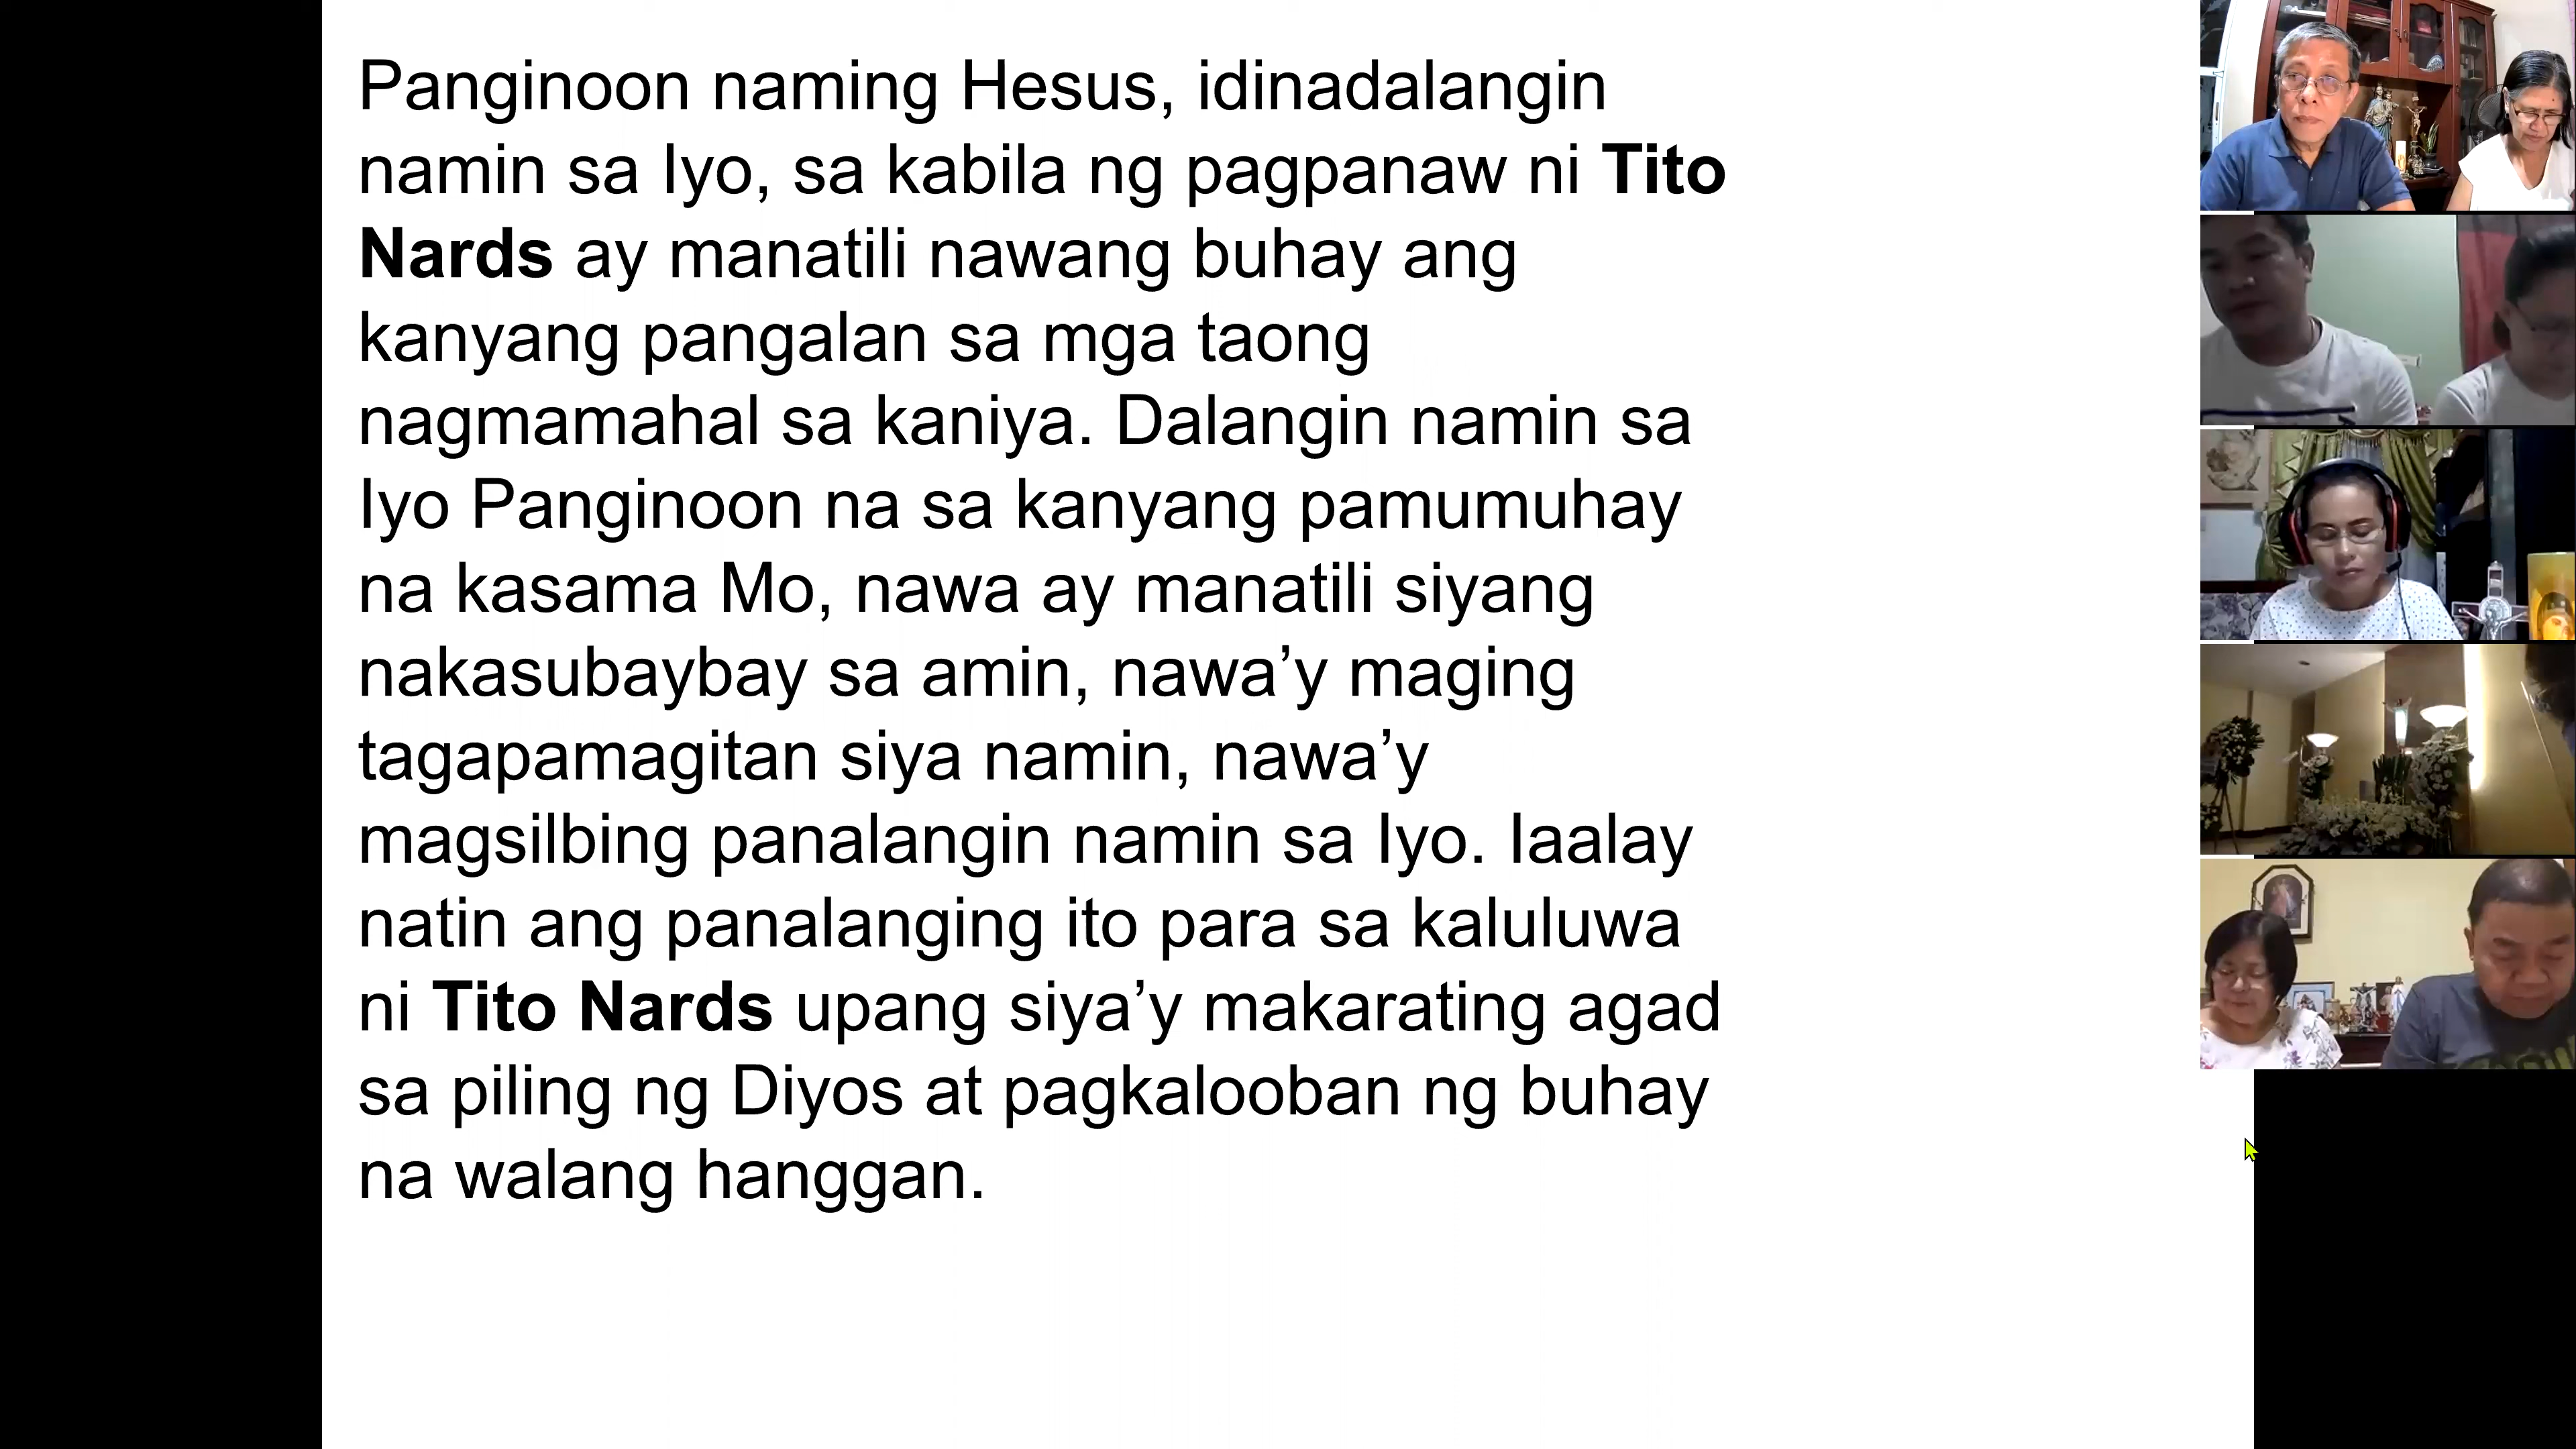 Panginoon naming Hesus, idinadalangin
namin sa Iyo, sa kabila ng pagpanaw ni Tito
Nards ay manatili nawang buhay ang
kanyang pangalan sa mga taong
nagmamahal sa kaniya. Dalangin namin sa
Iyo Panginoon na sa kanyang pamumuhay
na kasama Mo, nawa ay manatili siyang
nakasubaybay sa amin, nawa’y maging
tagapamagitan siya namin, nawa’y
magsilbing panalangin namin sa Iyo. Iaalay
natin ang panalanging ito para sa kaluluwa
ni Tito Nards upang siya’y makarating agad
sa piling ng Diyos at pagkalooban ng buhay
na walang hanggan.